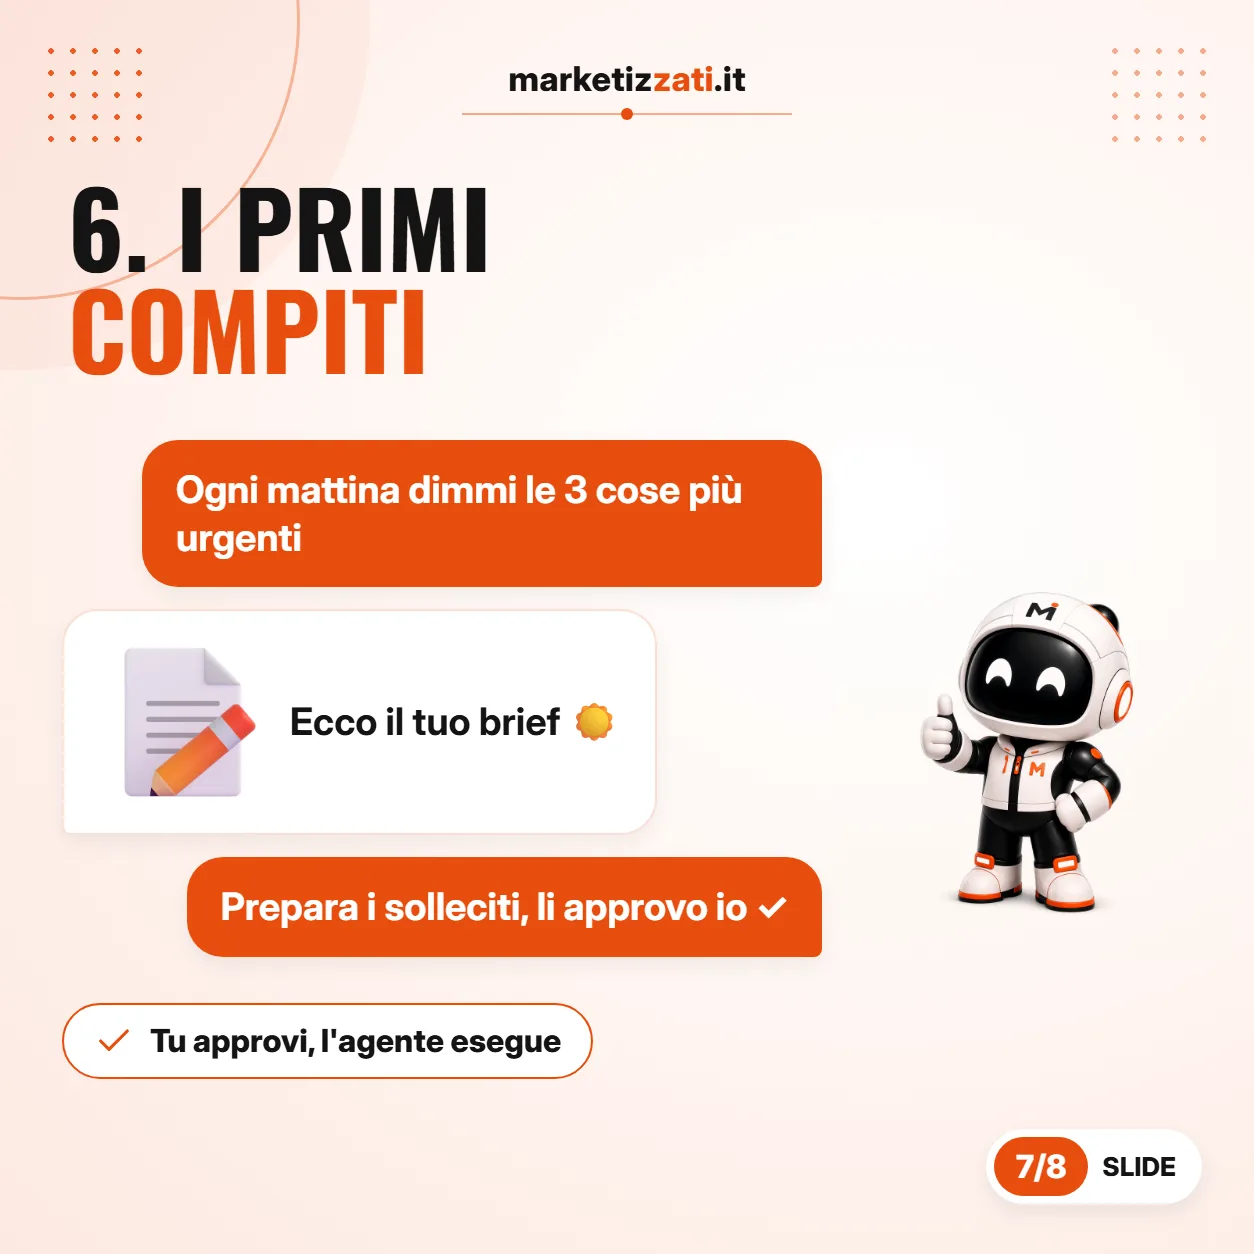 marketizzati.it
6. I PRIMI
COMPITI
Ogni mattina dimmi le 3 cose più
urgenti
Ecco il tuo brief
Prepara i solleciti, li approvo io ✓
Tu approvi, l'agente esegue
M
M
7/8 SLIDE